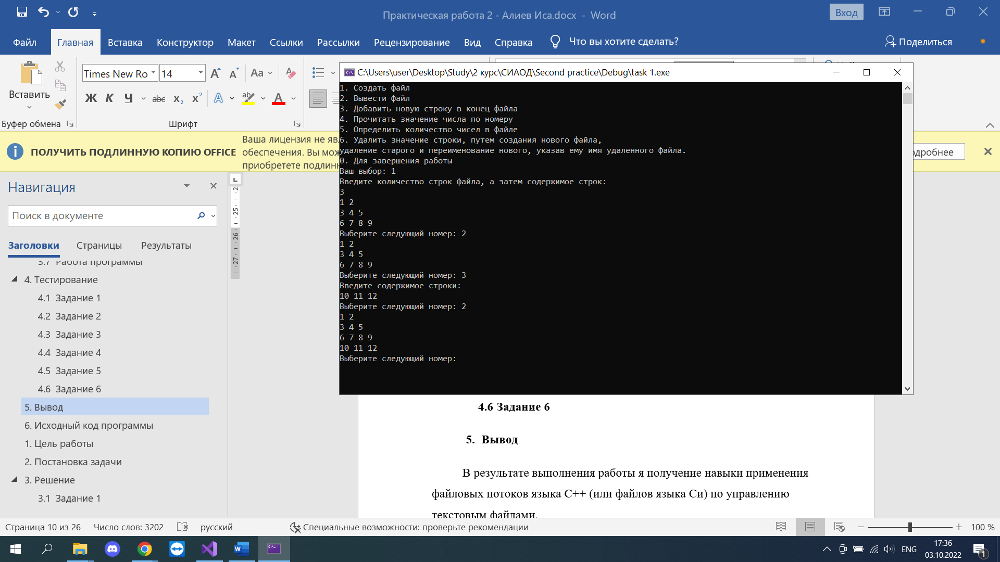 Практическая работа 2 - Алиев Иса.docx - Word
Вход
Файл
Главная
Вставка
Конструктор
Макет
Ссылки
Рассылки
Рецензирование
Вид
Справка
Что вы хотите сделать?
Поделиться
Вставить
Буфер обмена
Times New Ro
14
Aa
Ж К Ч abc x2 x2 A ab A
Шрифт
ПОЛУЧИТЬ ПОДЛИННУЮ КОПИЮ OFFICE
Ваша лицензия не яв
обеспечения. Вы мож
приобретете подлинн
одробнее
C:\Users\user\Desktop\Study\2 курс\СИАОД\Second practice\Debug\task 1.exe
1. Создать файл
2. Вывести файл
3. Добавить новую строку в конец файла
4. Прочитать значение числа по номеру
5. Определить количество чисел в файле
6. Удалить значение строки, путем создания нового файла,
удаление старого и переименование нового, указав ему имя удаленного файла.
0. Для завершения работы
Ваш выбор: 1
Введите количество строк файла, а затем содержимое строк:
3
1 2
3 4 5
6 7 8 9
Выберите следующий номер: 2
1 2
3 4 5
6 7 8 9
Выберите следующий номер: 3
Введите содержимое строки:
10 11 12
Выберите следующий номер: 2
1 2
3 4 5
6 7 8 9
10 11 12
Выберите следующий номер:
Навигация
Поиск в документе
Заголовки
Страницы
Результаты
3.7 Работа программы
4. Тестирование
4.1 Задание 1
4.2 Задание 2
4.3 Задание 3
4.4 Задание 4
4.5 Задание 5
4.6 Задание 6
5. Вывод
6. Исходный код программы
1. Цель работы
2. Постановка задачи
3. Решение
3.1 Задание 1
2
25
26
27
4.6 Задание 6
5. Вывод
В результате выполнения работы я получение навыки применения
файловых потоков языка С++ (или файлов языка Си) по управлению
текстовым файлами.
Страница 10 из 26
Число слов: 3202
русский
Специальные возможности: проверьте рекомендации
100 %
ENG
17:36
03.10.2022
1